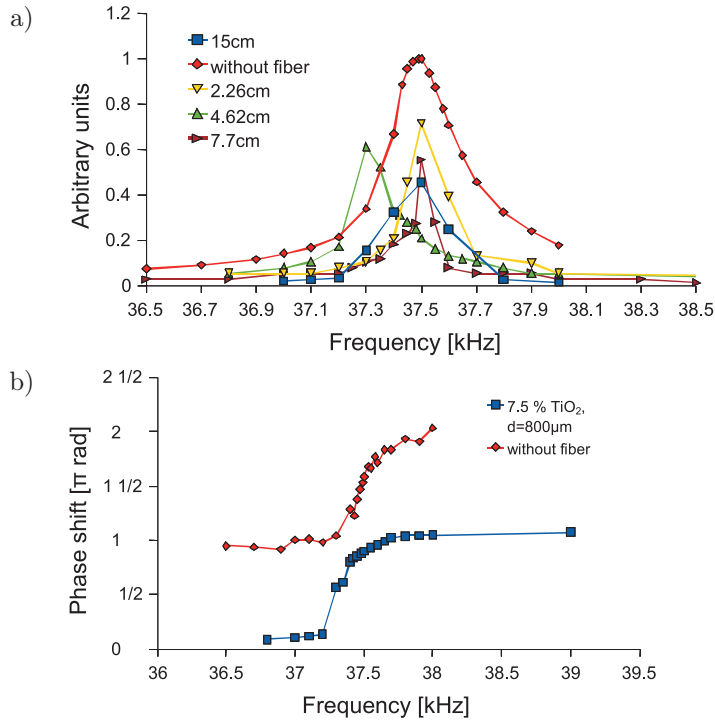 a)
15cm
without fiber
2.26cm
4.62cm
7.7cm
Arbitrary units
1.2
1
0.8
0.6
0.4
0.2
0
36.5 36.7 36.9 37.1 37.3 37.5 37.7 37.9 38.1 38.3 38.5
Frequency [kHz]
b)
7.5 % TiO₂,
d=800μm
without fiber
Phase shift [π rad]
2 1/2
2
1 1/2
1
1/2
0
36 36.5 37 37.5 38 38.5 39 39.5
Frequency [kHz]